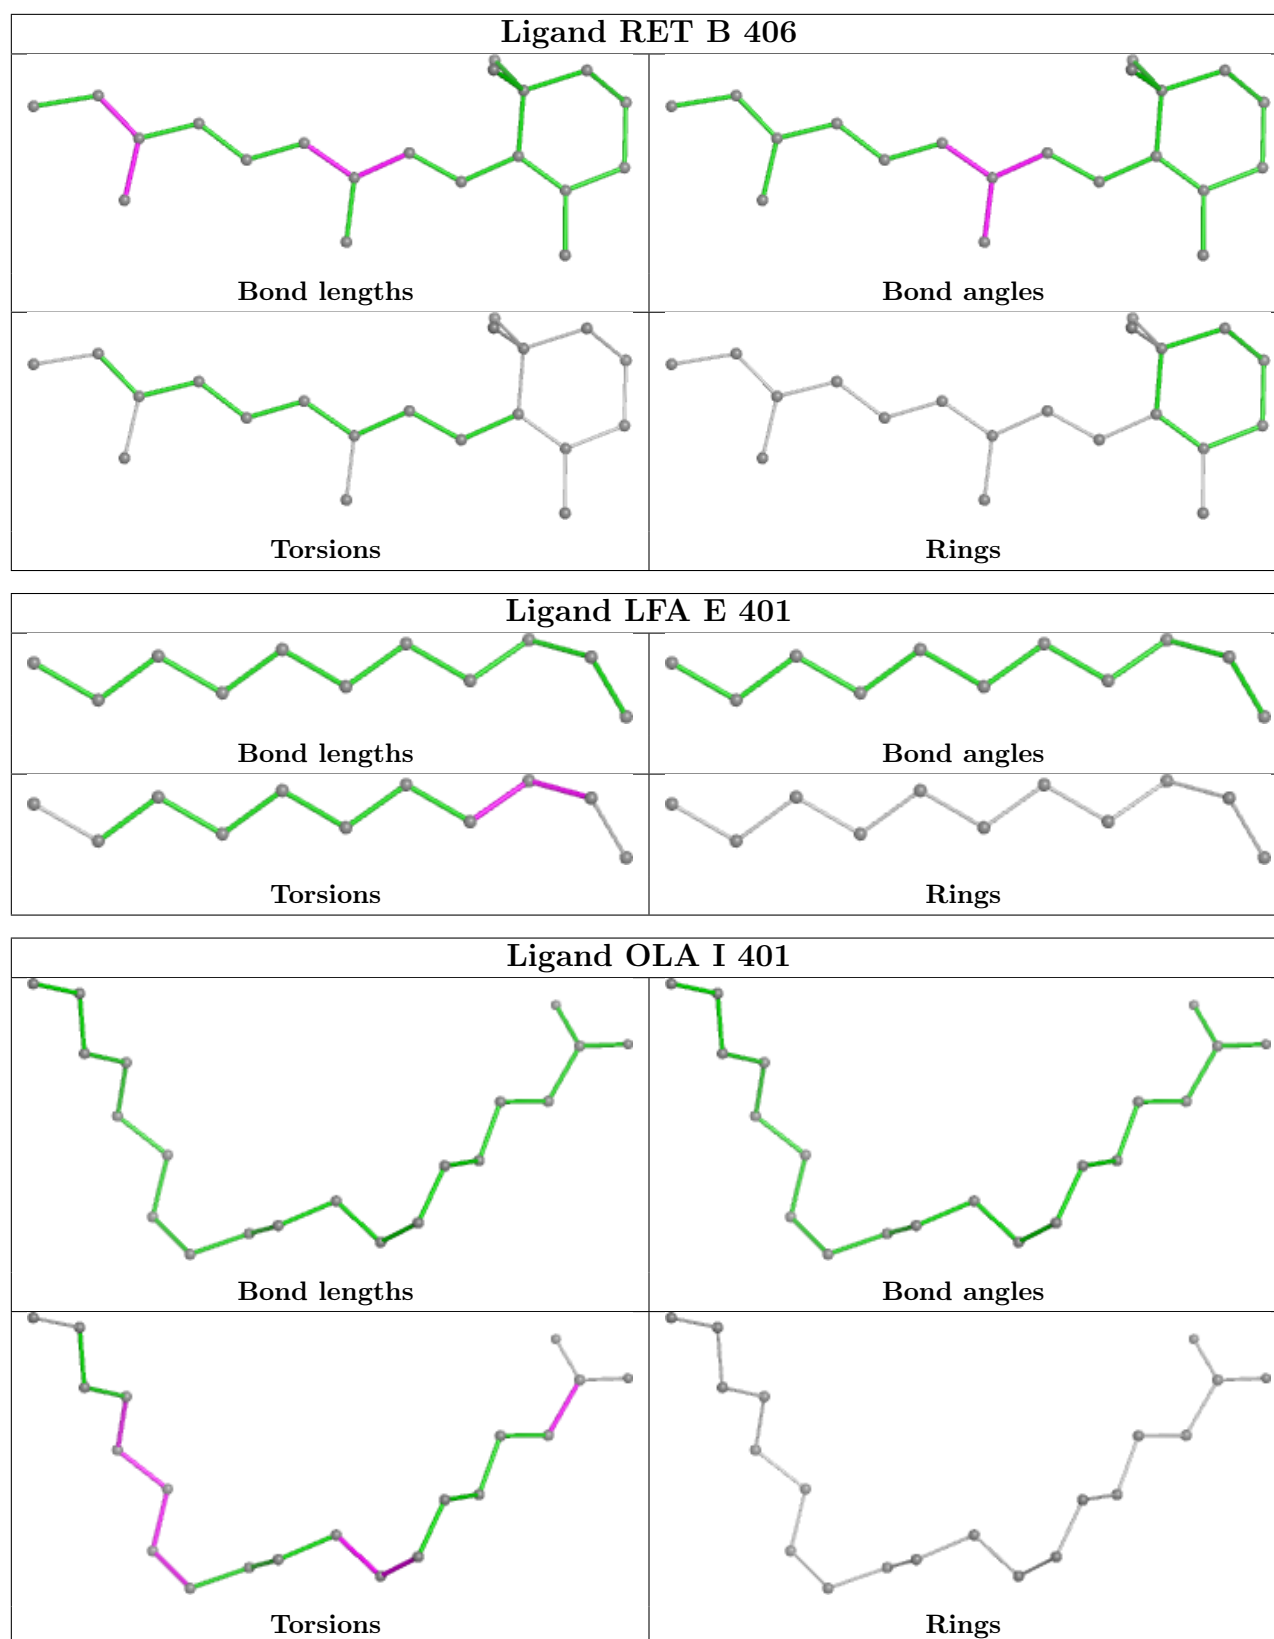 Ligand RET B 406
Bond lengths
Bond angles
Torsions
Rings
Ligand LFA E 401
Bond lengths
Bond angles
Torsions
Rings
Ligand OLA I 401
Bond lengths
Bond angles
Torsions
Rings